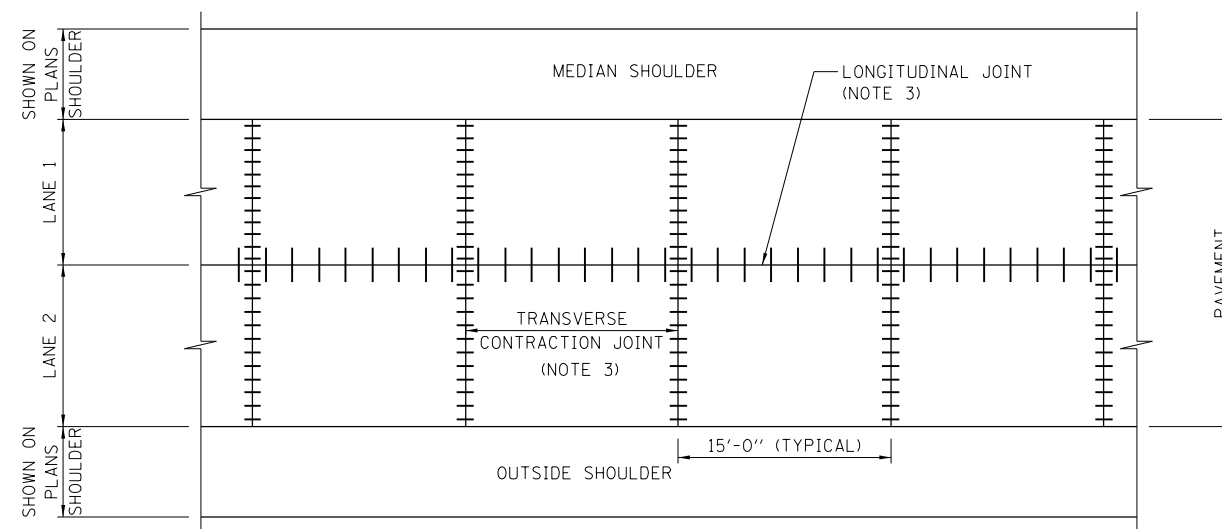 SHOWN ON
PLANS
SHOULDER
MEDIAN SHOULDER
LONGITUDINAL JOINT
(NOTE 3)
LANE 1
PAVEMENT
LANE 2
TRANSVERSE
CONTRACTION JOINT
(NOTE 3)
15'-0" (TYPICAL)
SHOWN ON
PLANS
SHOULDER
OUTSIDE SHOULDER